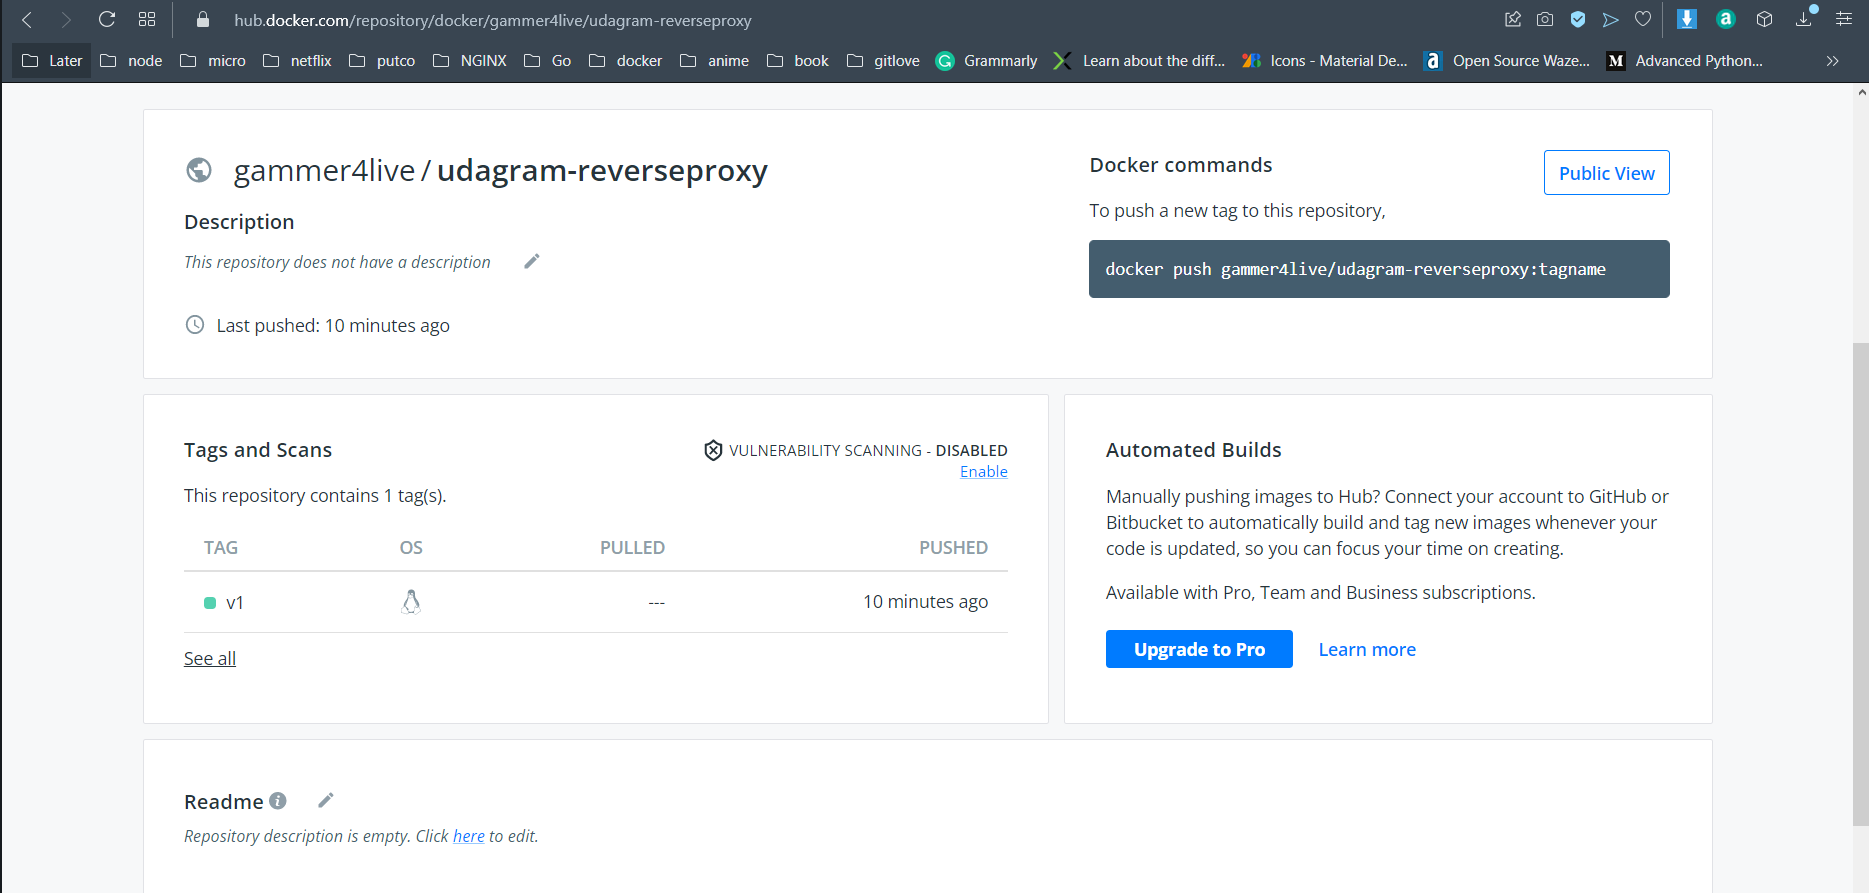 hub.docker.com/repository/docker/gammer4live/udagram-reverseproxy
Later node micro netflix putco NGINX Go docker anime book gitlove Grammarly Learn about the diff... Icons - Material De... Open Source Waze... Advanced Python...
gammer4live / udagram-reverseproxy
Description
This repository does not have a description
Last pushed: 10 minutes ago
Docker commands
Public View
To push a new tag to this repository,
docker push gammer4live/udagram-reverseproxy:tagname
Tags and Scans
VULNERABILITY SCANNING - DISABLED
Enable
This repository contains 1 tag(s).
TAG OS PULLED PUSHED
v1 --- 10 minutes ago
See all
Automated Builds
Manually pushing images to Hub? Connect your account to GitHub or
Bitbucket to automatically build and tag new images whenever your
code is updated, so you can focus your time on creating.
Available with Pro, Team and Business subscriptions.
Upgrade to Pro Learn more
Readme
Repository description is empty. Click here to edit.